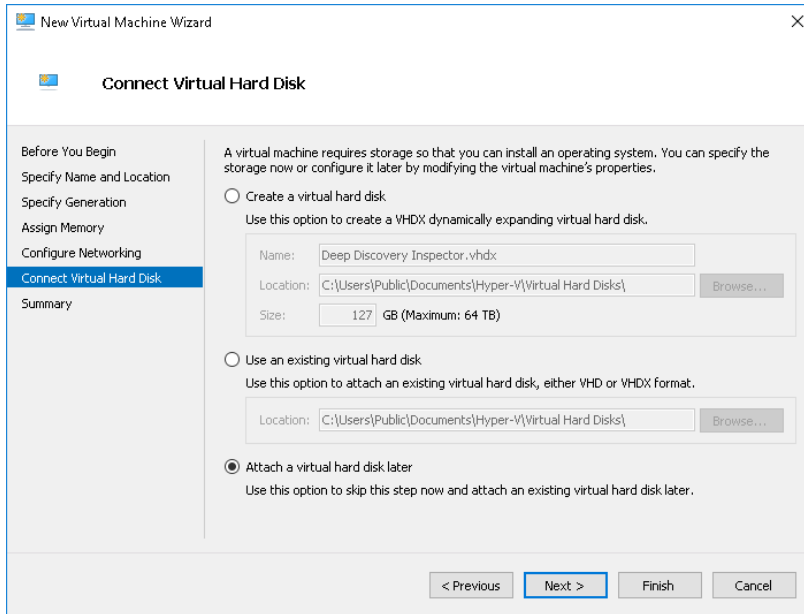 New Virtual Machine Wizard
Connect Virtual Hard Disk
Before You Begin
Specify Name and Location
Specify Generation
Assign Memory
Configure Networking
Connect Virtual Hard Disk
Summary
A virtual machine requires storage so that you can install an operating system. You can specify the
storage now or configure it later by modifying the virtual machine's properties.
Create a virtual hard disk
Use this option to create a VHDX dynamically expanding virtual hard disk.
Name: Deep Discovery Inspector.vhdx
Location: C:\Users\Public\Documents\Hyper-V\Virtual Hard Disks\ Browse...
Size: 127 GB (Maximum: 64 TB)
Use an existing virtual hard disk
Use this option to attach an existing virtual hard disk, either VHD or VHDX format.
Location: C:\Users\Public\Documents\Hyper-V\Virtual Hard Disks\ Browse...
Attach a virtual hard disk later
Use this option to skip this step now and attach an existing virtual hard disk later.
< Previous Next > Finish Cancel